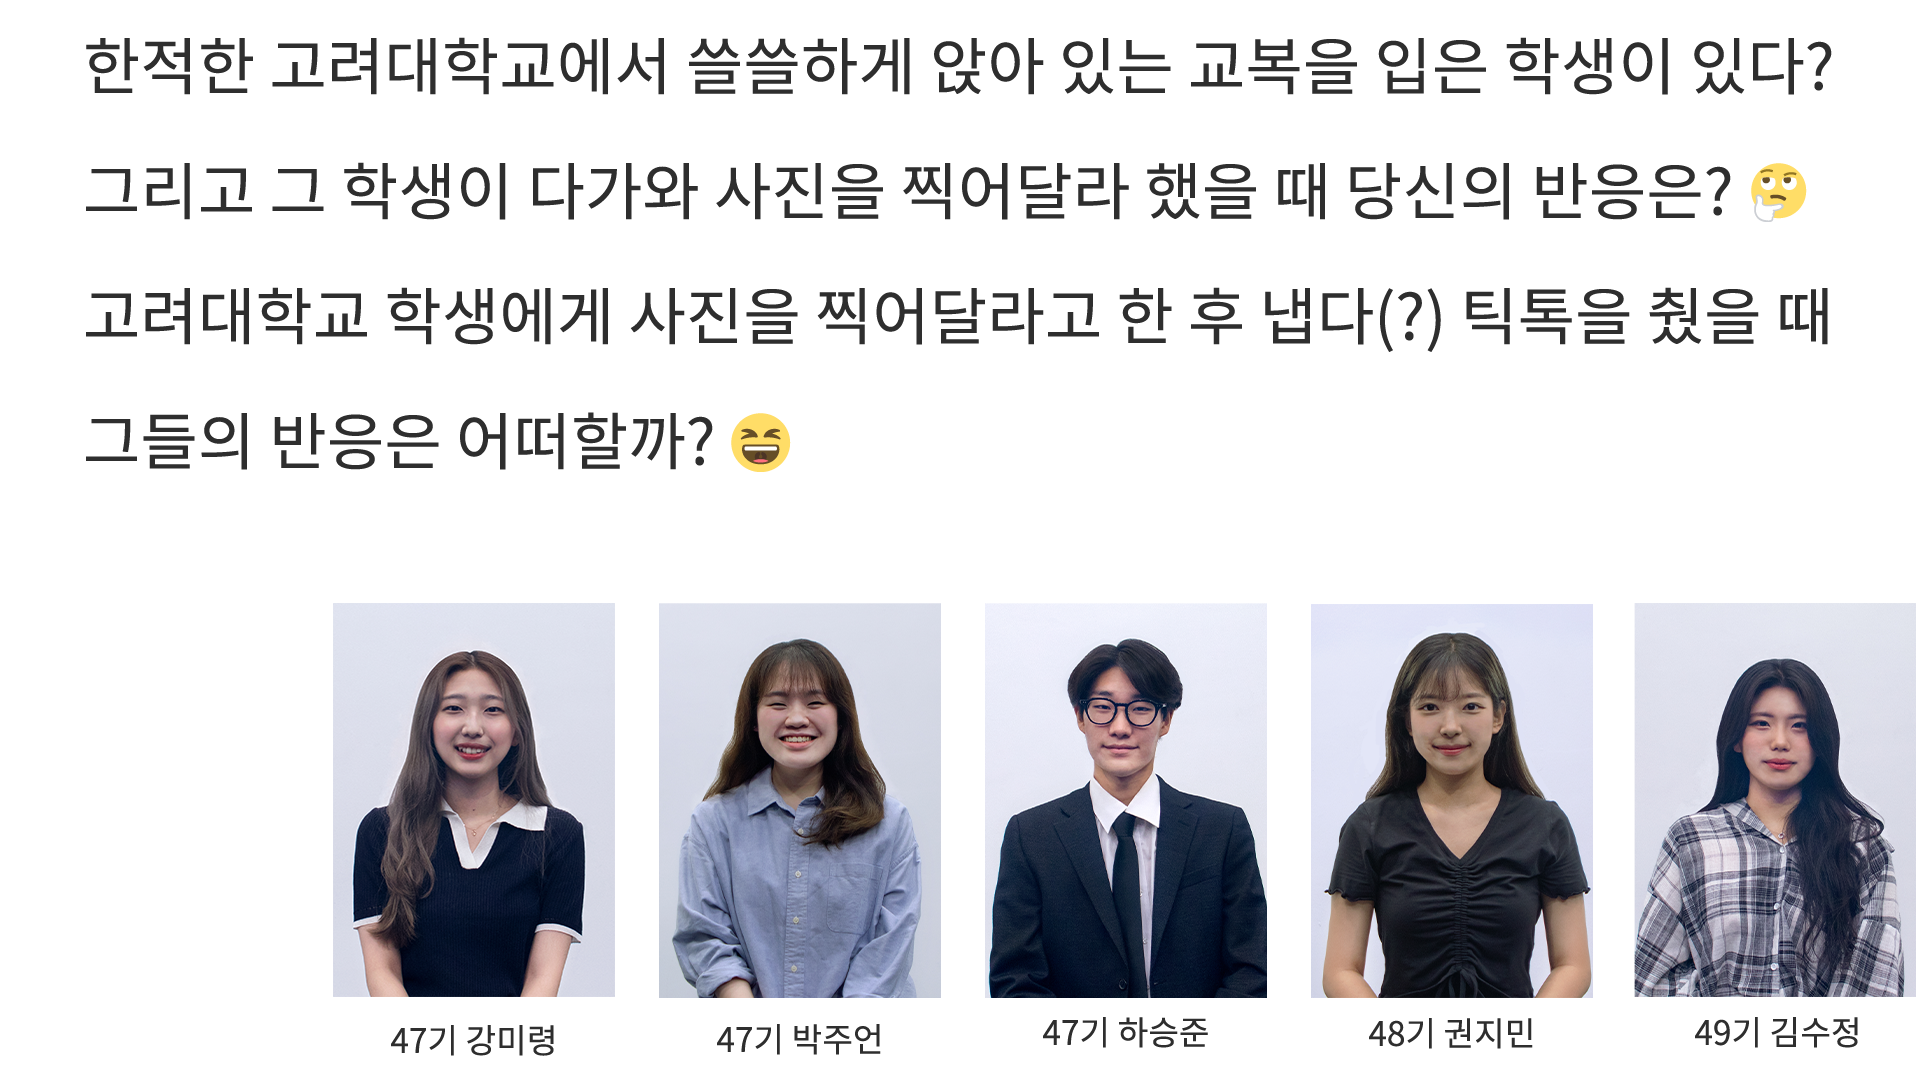 한적한 고려대학교에서 쓸쓸하게 앉아 있는 교복을 입은 학생이 있다?
그리고 그 학생이 다가와 사진을 찍어달라 했을 때 당신의 반응은? 🤔
고려대학교 학생에게 사진을 찍어달라고 한 후 냅다(?) 틱톡을 췄을 때
그들의 반응은 어떠할까? 😆
47기 강미령
47기 박주언
47기 하승준
48기 권지민
49기 김수정